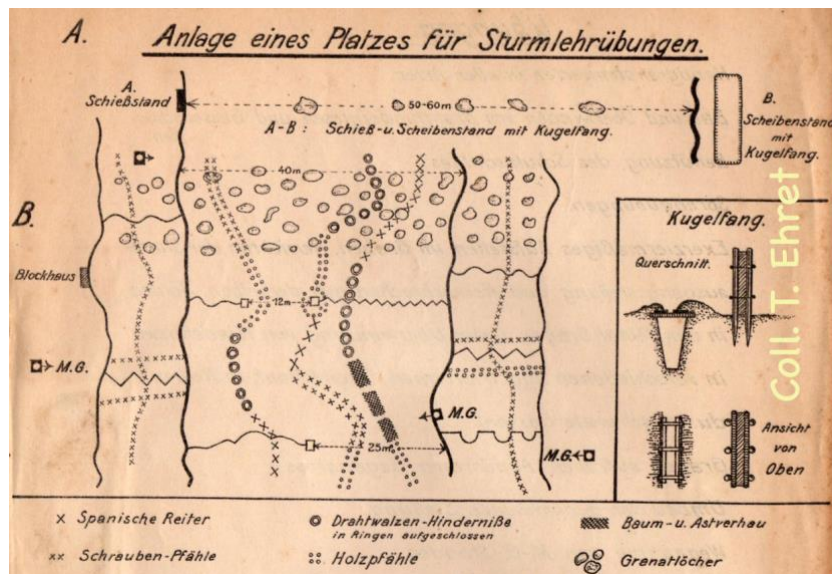 A.
Anlage eines Platzes für Sturmlehrübungen.
A.
Schießstand
50-60m
A-B: Schieß-u. Scheibenstand mit Kugelfang.
B.
Scheibenstand
mit
Kugelfang.
40m
B.
Blockhaus
12m
M.G.
M.G.
25m
M.G.
Kugelfang.
Querschnitt.
Ansicht
von
Oben
Coll. T. Ehret
x Spanische Reiter
xx Schrauben-Pfähle
Drahtwalzen-Hinderniße
in Ringen aufgeschlossen
Holzpfähle
Baum-u. Astverhau
Granatlöcher